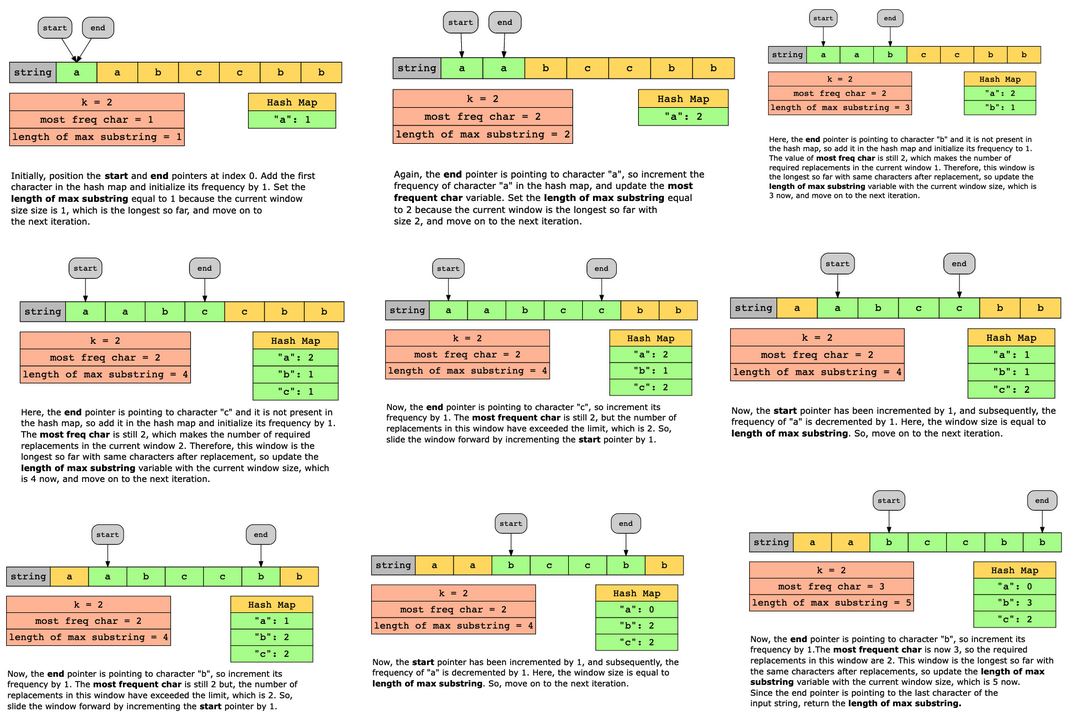 start end
string a a b c c b b
k = 2
most freq char = 1
length of max substring = 1
Hash Map
"a": 1
Initially, position the start and end pointers at index 0. Add the first
character in the hash map and initialize its frequency by 1. Set the
length of max substring equal to 1 because the current window
size size is 1, which is the longest so far, and move on to
the next iteration.
start end
string a a b c c b b
k = 2
most freq char = 2
length of max substring = 2
Hash Map
"a": 2
Again, the end pointer is pointing to character "a", so increment the
frequency of character "a" in the hash map, and update the most
frequent char variable. Set the length of max substring equal
to 2 because the current window is the longest so far with
size 2, and move on to the next iteration.
start end
string a a b c c b b
k = 2
most freq char = 2
length of max substring = 3
Hash Map
"a": 2
"b": 1
Here, the end pointer is pointing to character "b" and it is not present in
the hash map, so add it in the hash map and initialize its frequency to 1.
The value of most freq char is still 2, which makes the number of
required replacements in the current window 1. Therefore, this window is
the longest so far with same characters after replacement, so update the
length of max substring variable with the current window size, which is
3 now, and move on to the next iteration.
start end
string a a b c c b b
k = 2
most freq char = 2
length of max substring = 4
Hash Map
"a": 2
"b": 1
"c": 1
Here, the end pointer is pointing to character "c" and it is not present in
the hash map, so add it in the hash map and initialize its frequency by 1.
The most freq char is still 2, which makes the number of required
replacements in the current window 2. Therefore, this window is the
longest so far with same characters after replacement, so update the
length of max substring variable with the current window size, which
is 4 now, and move on to the next iteration.
start end
string a a b c c b b
k = 2
most freq char = 2
length of max substring = 4
Hash Map
"a": 2
"b": 1
"c": 2
Now, the end pointer is pointing to character "c", so increment its
frequency by 1. The most frequent char is still 2, but the number of
replacements in this window have exceeded the limit, which is 2. So,
slide the window forward by incrementing the start pointer by 1.
start end
string a a b c c b b
k = 2
most freq char = 2
length of max substring = 4
Hash Map
"a": 1
"b": 1
"c": 2
Now, the start pointer has been incremented by 1, and subsequently, the
frequency of "a" is decremented by 1. Here, the window size is equal to
length of max substring. So, move on to the next iteration.
start end
string a a b c c b b
k = 2
most freq char = 2
length of max substring = 4
Hash Map
"a": 1
"b": 2
"c": 2
Now, the end pointer is pointing to character "b", so increment its
frequency by 1. The most frequent char is still 2 but, the number of
replacements in this window have exceeded the limit, which is 2. So,
slide the window forward by incrementing the start pointer by 1.
start end
string a a b c c b b
k = 2
most freq char = 2
length of max substring = 4
Hash Map
"a": 0
"b": 2
"c": 2
Now, the start pointer has been incremented by 1, and subsequently, the
frequency of "a" is decremented by 1. Here, the window size is equal to
length of max substring. So, move on to the next iteration.
start end
string a a b c c b b
k = 2
most freq char = 3
length of max substring = 5
Hash Map
"a": 0
"b": 3
"c": 2
Now, the end pointer is pointing to character "b", so increment its
frequency by 1.The most frequent char is now 3, so the required
replacements in this window are 2. This window is the longest so far with
the same characters after replacements, so update the length of max
substring variable with the current window size, which is 5 now.
Since the end pointer is pointing to the last character of the
input string, return the length of max substring.